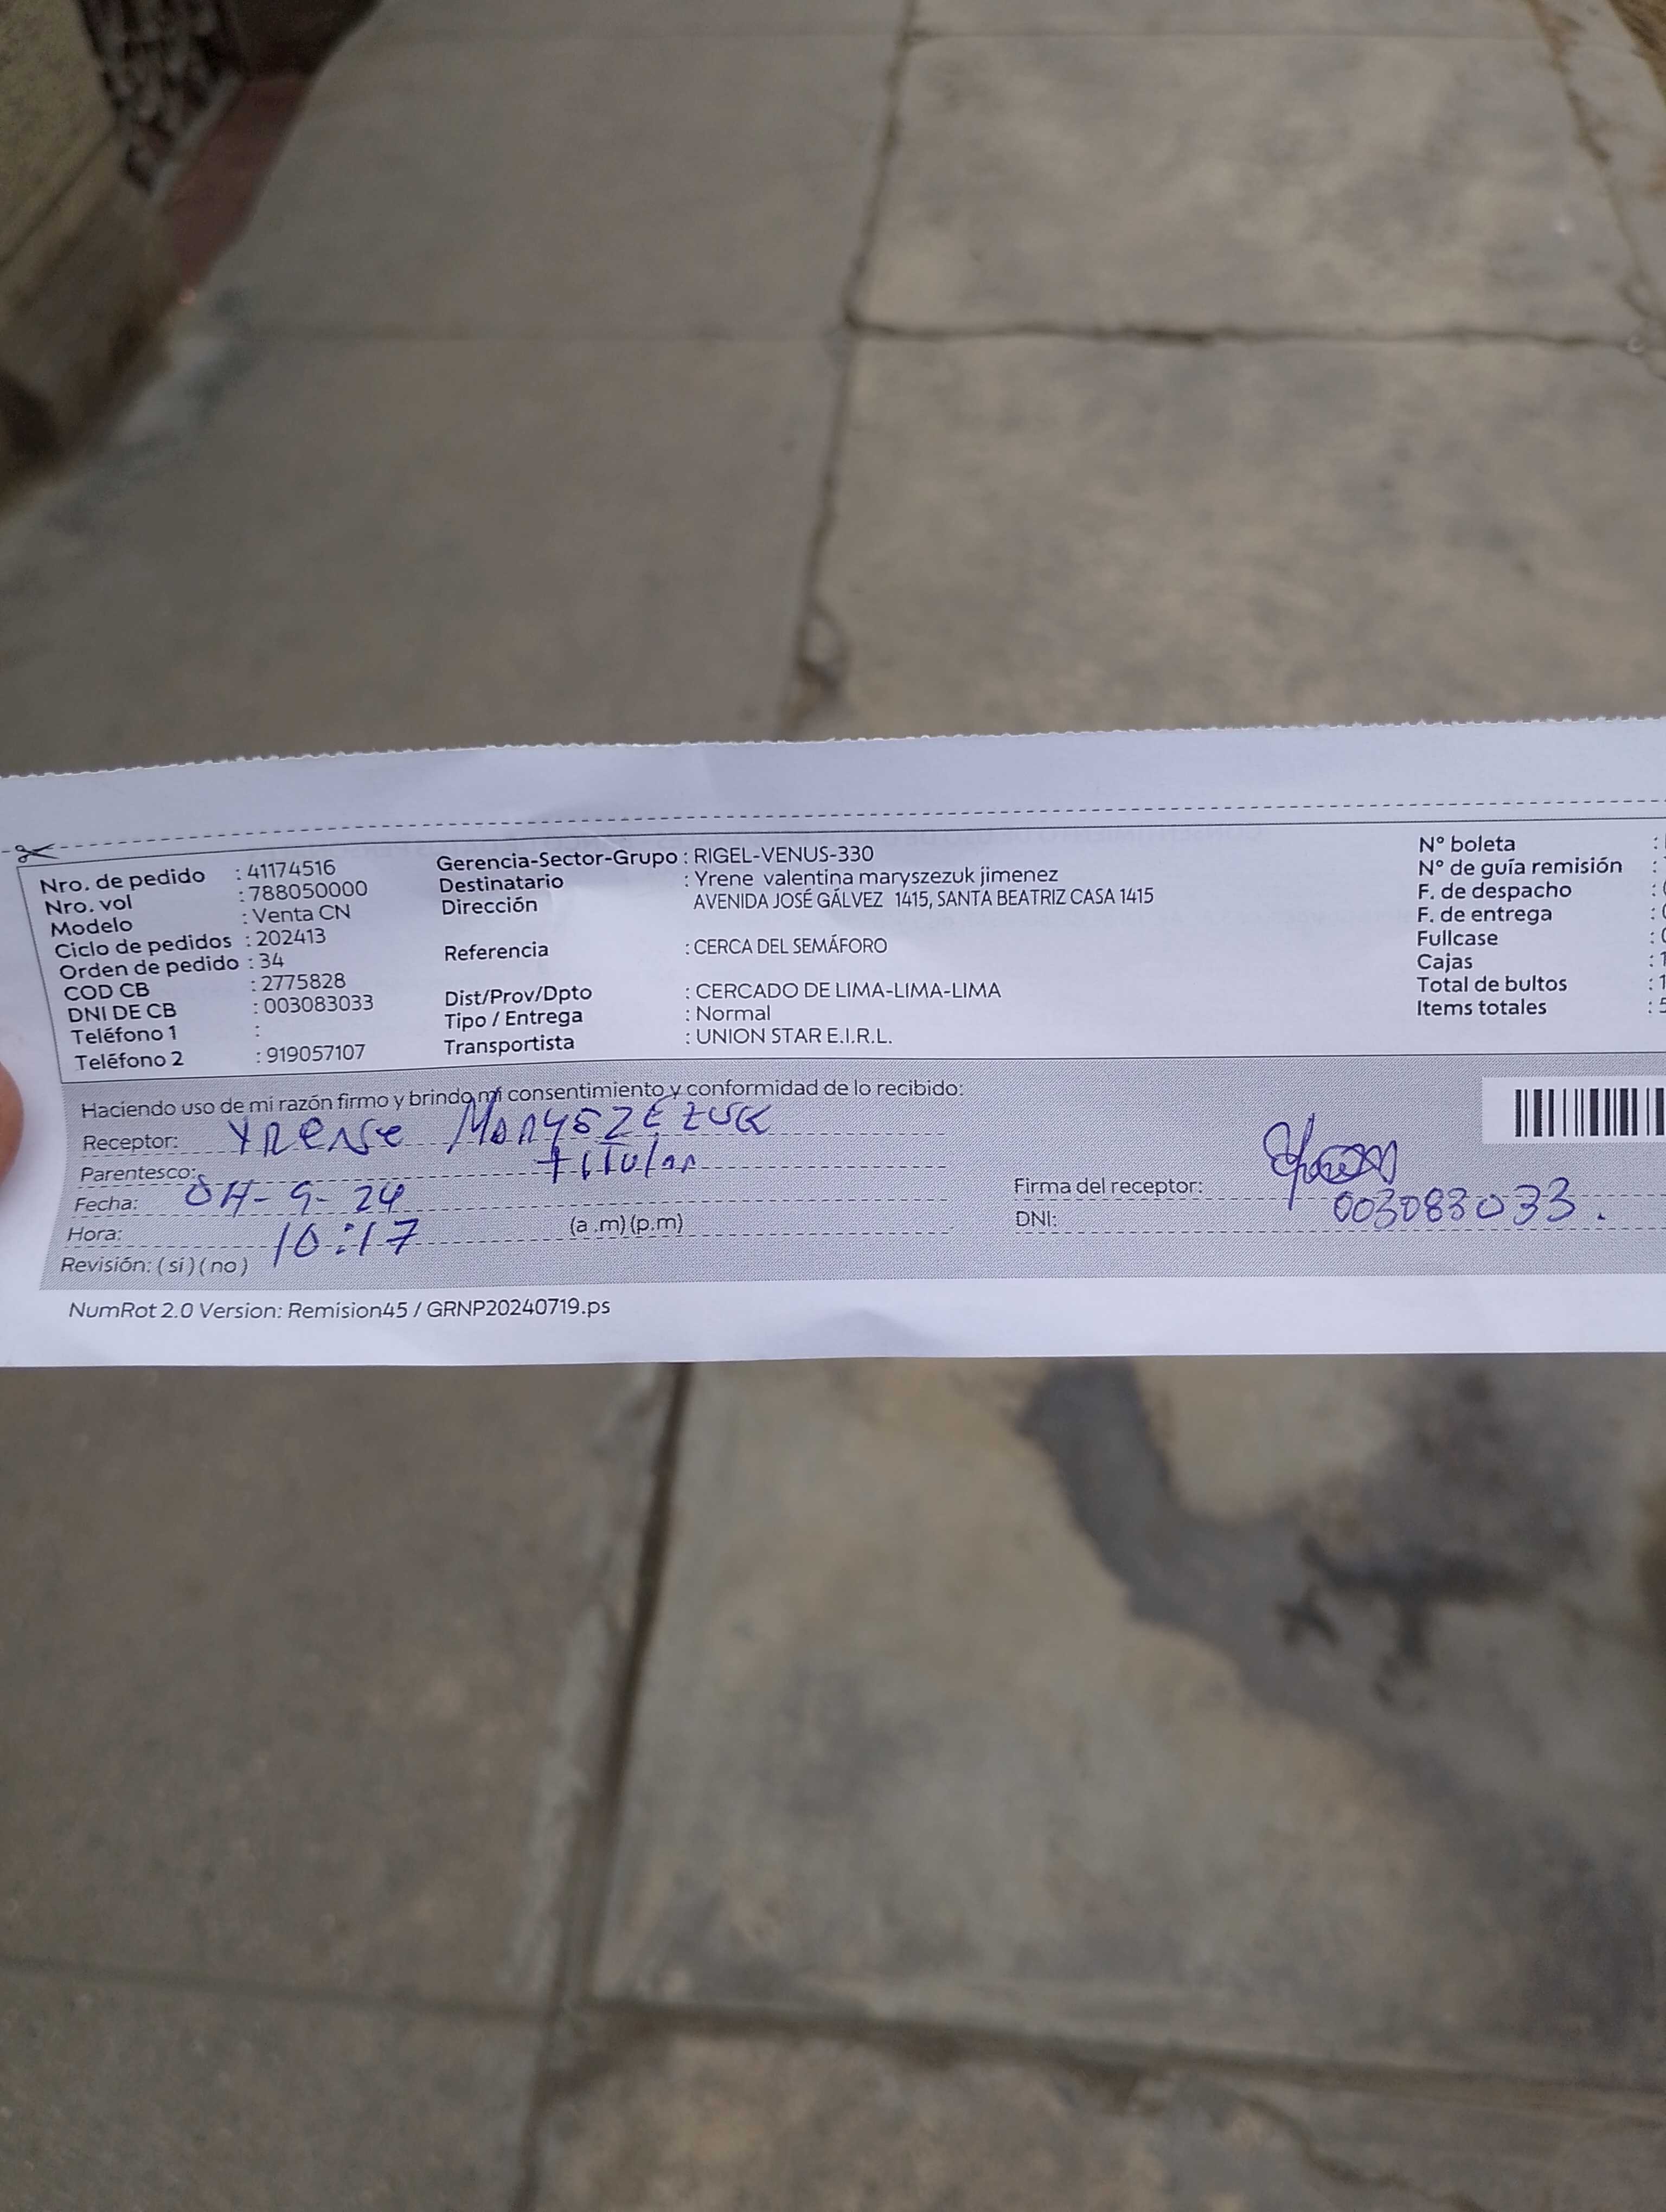 Nro. de pedido : 41174516
Nro. vol : 788050000
Modelo : Venta CN
Ciclo de pedidos : 202413
Orden de pedido : 34
COD CB : 2775828
DNI DE CB : 003083033
Teléfono 1 :
Teléfono 2 : 919057107
Gerencia-Sector-Grupo : RIGEL-VENUS-330
Destinatario : Yrene valentina maryszezuk jimenez
Dirección AVENIDA JOSÉ GÁLVEZ 1415, SANTA BEATRIZ CASA 1415
Referencia : CERCA DEL SEMÁFORO
Dist/Prov/Dpto : CERCADO DE LIMA-LIMA-LIMA
Tipo / Entrega : Normal
Transportista : UNION STAR E.I.R.L.
N° boleta :
N° de guía remisión :
F. de despacho :
F. de entrega :
Fullcase :
Cajas : 1
Total de bultos : 1
Items totales : 5
Haciendo uso de mi razón firmo y brindo mi consentimiento y conformidad de lo recibido:
Receptor: YRENE MARYSZEZUK
Parentesco: titular
Fecha: 04-9-24
Hora: 10:17 (a .m) (p.m)
Revisión: ( si ) ( no )
Firma del receptor:
DNI: 003083033.
NumRot 2.0 Version: Remision45 / GRNP20240719.ps